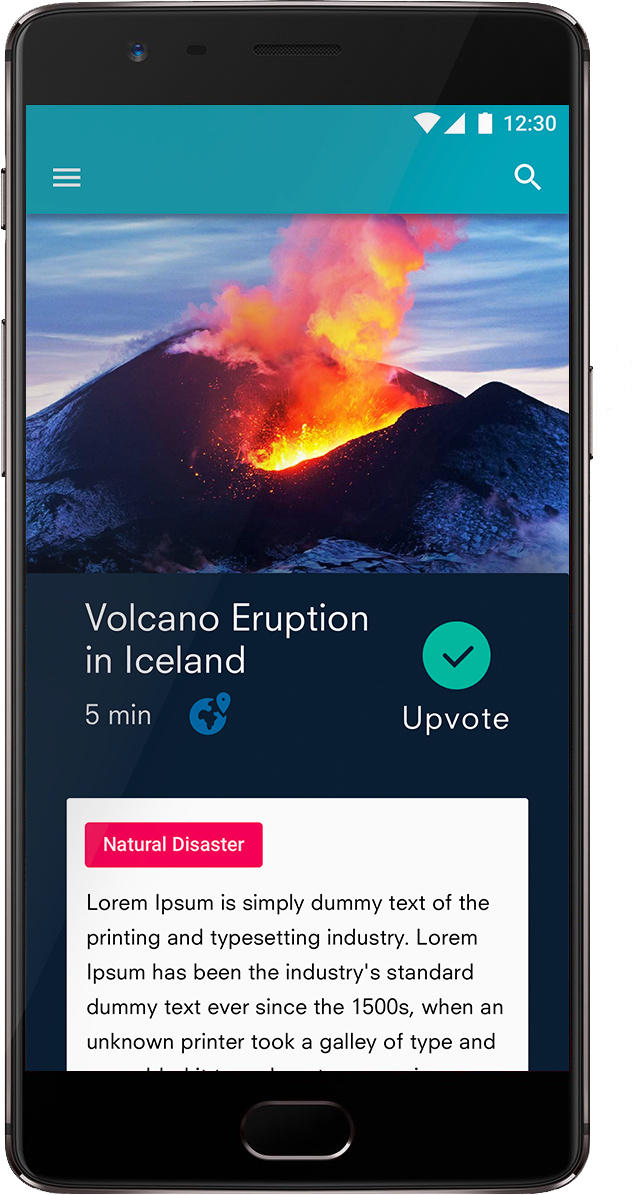 12:30
Volcano Eruption
in Iceland
5 min
Upvote
Natural Disaster
Lorem Ipsum is simply dummy text of the
printing and typesetting industry. Lorem
Ipsum has been the industry's standard
dummy text ever since the 1500s, when an
unknown printer took a galley of type and